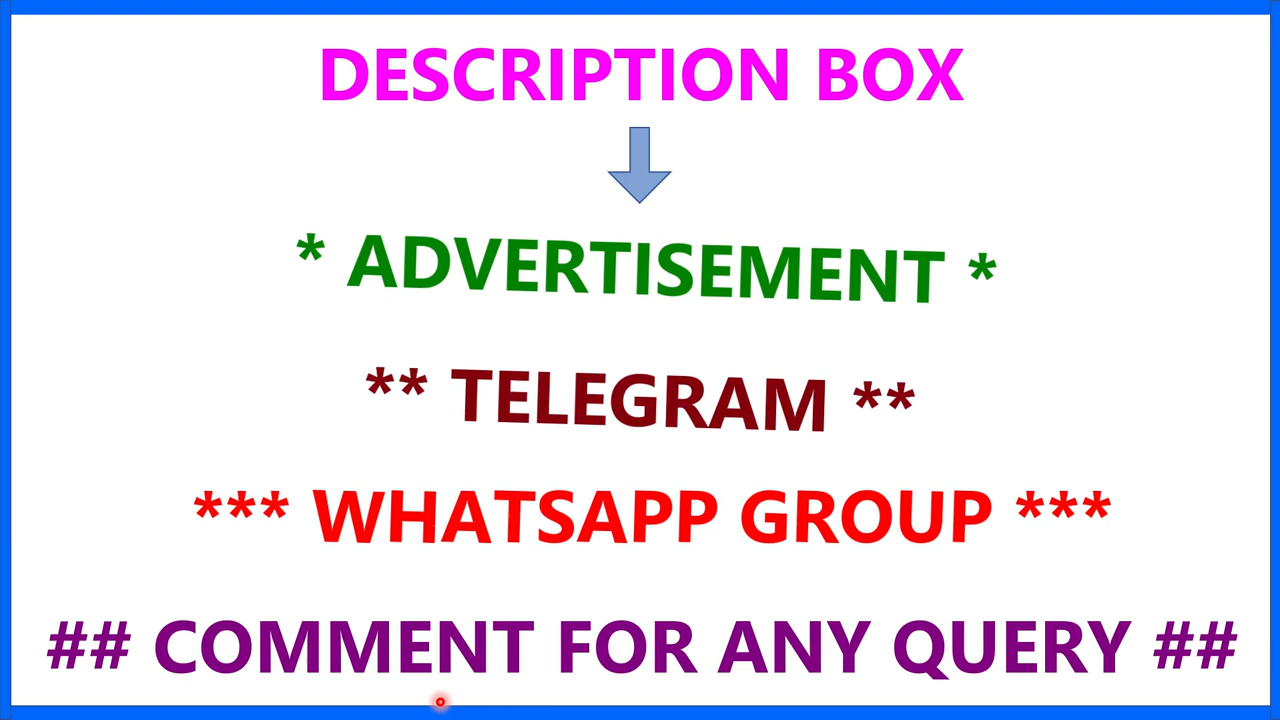 DESCRIPTION BOX
* ADVERTISEMENT *
** TELEGRAM **
*** WHATSAPP GROUP ***
## COMMENT FOR ANY QUERY ##